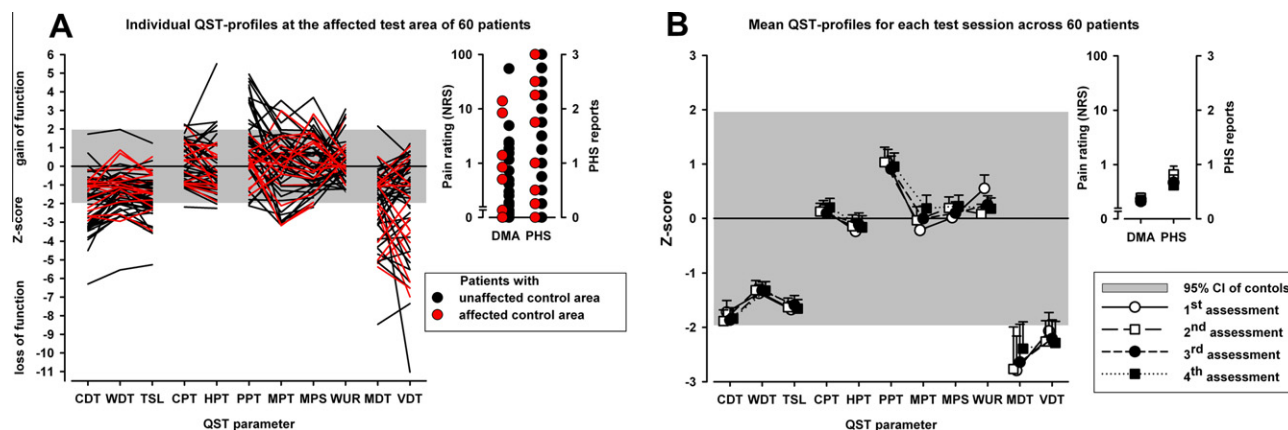 A
Individual QST-profiles at the affected test area of 60 patients
gain of function
Z-score
loss of function
6
5
4
3
2
1
0
-1
-2
-3
-4
-5
-6
-7
-8
-9
-10
-11
CDT WDT TSL CPT HPT PPT MPT MPS WUR MDT VDT
QST parameter
Pain rating (NRS)
100
10
1
0
PHS reports
3
2
1
0
DMA PHS
Patients with
unaffected control area
affected control area
B
Mean QST-profiles for each test session across 60 patients
Z-score
3
2
1
0
-1
-2
-3
CDT WDT TSL CPT HPT PPT MPT MPS WUR MDT VDT
QST parameter
Pain rating (NRS)
100
10
1
0
PHS reports
3
2
1
0
DMA PHS
95% CI of contols
1st assessment
2nd assessment
3rd assessment
4th assessment